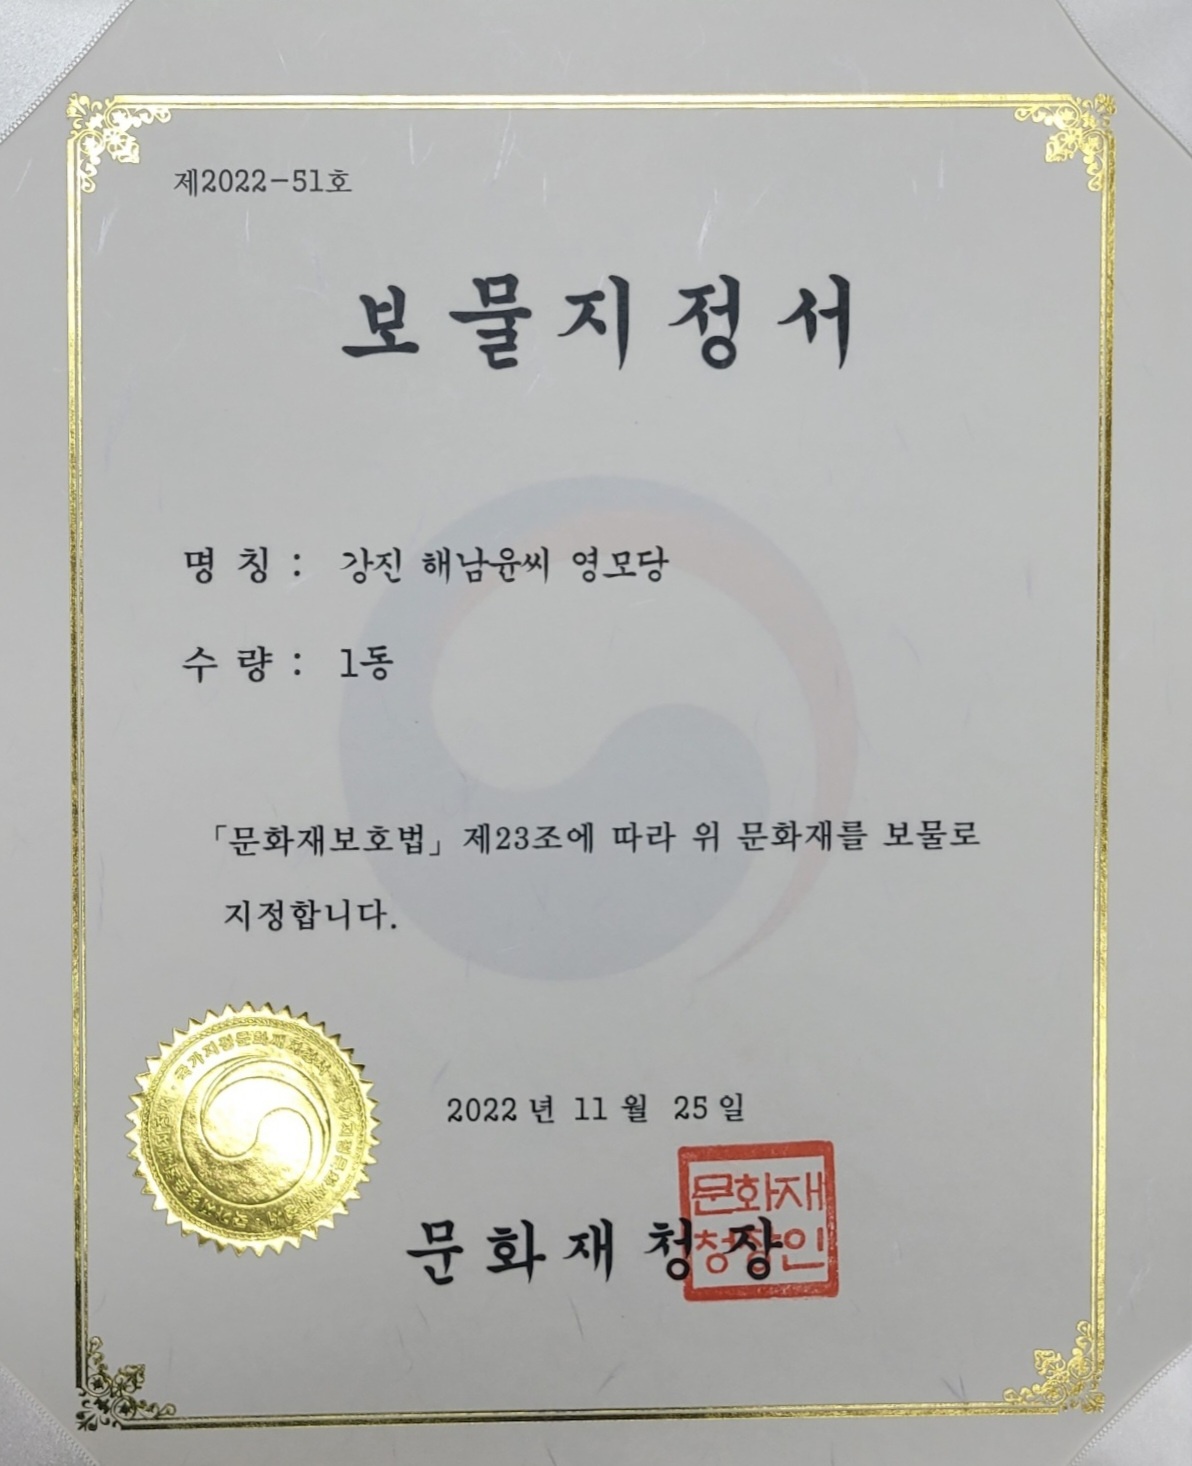 제2022-51호
보물지정서
명 칭 : 강진 해남윤씨 영모당
수 량 : 1동
「문화재보호법」 제23조에 따라 위 문화재를 보물로
지정합니다.
2022 년 11 월 25 일
문화재청장
문화재
청장인